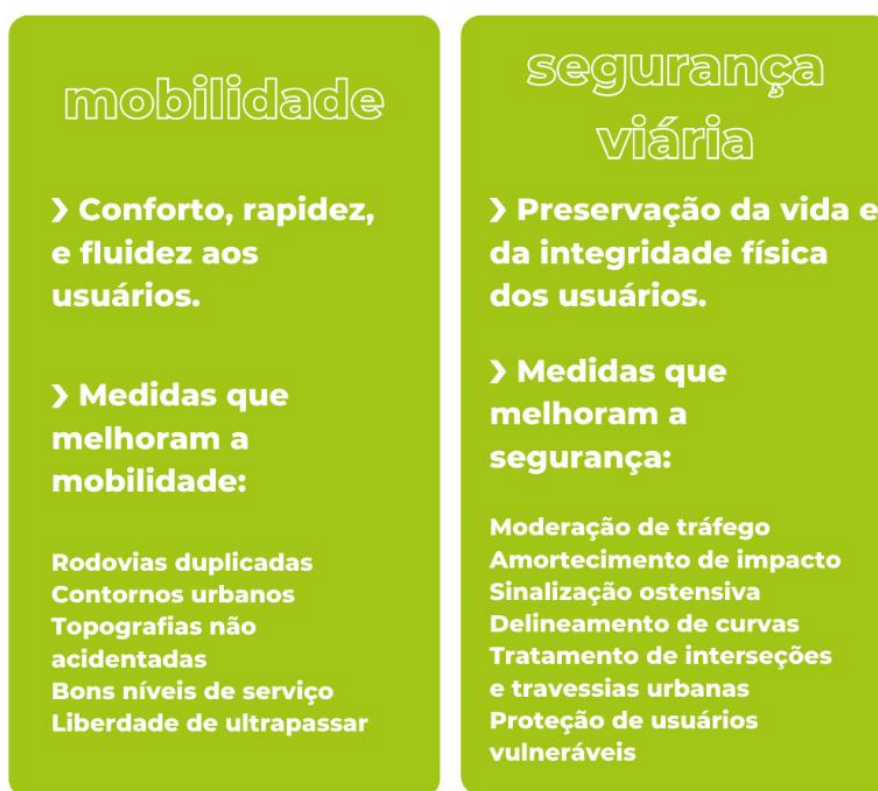 mobilidade
❯ Conforto, rapidez,
e fluidez aos
usuários.
❯ Medidas que
melhoram a
mobilidade:
Rodovias duplicadas
Contornos urbanos
Topografias não
acidentadas
Bons níveis de serviço
Liberdade de ultrapassar
segurança
viária
❯ Preservação da vida e
da integridade física
dos usuários.
❯ Medidas que
melhoram a
segurança:
Moderação de tráfego
Amortecimento de impacto
Sinalização ostensiva
Delineamento de curvas
Tratamento de interseções
e travessias urbanas
Proteção de usuários
vulneráveis